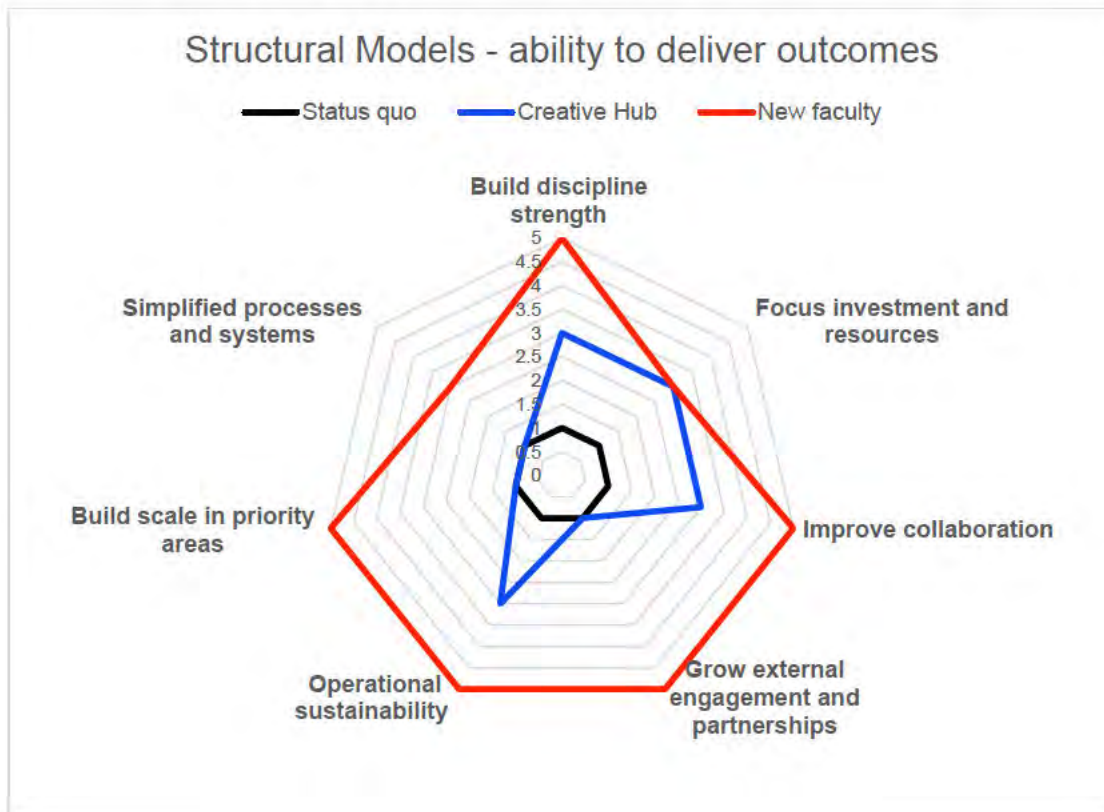 Structural Models - ability to deliver outcomes
Status quo
Creative Hub
New faculty
Build discipline
strength
5
4.5
4
3.5
3
2.5
2
1.5
1
0.5
0
Focus investment and
resources
Improve collaboration
Grow external
engagement and
partnerships
Operational
sustainability
Build scale in priority
areas
Simplified processes
and systems